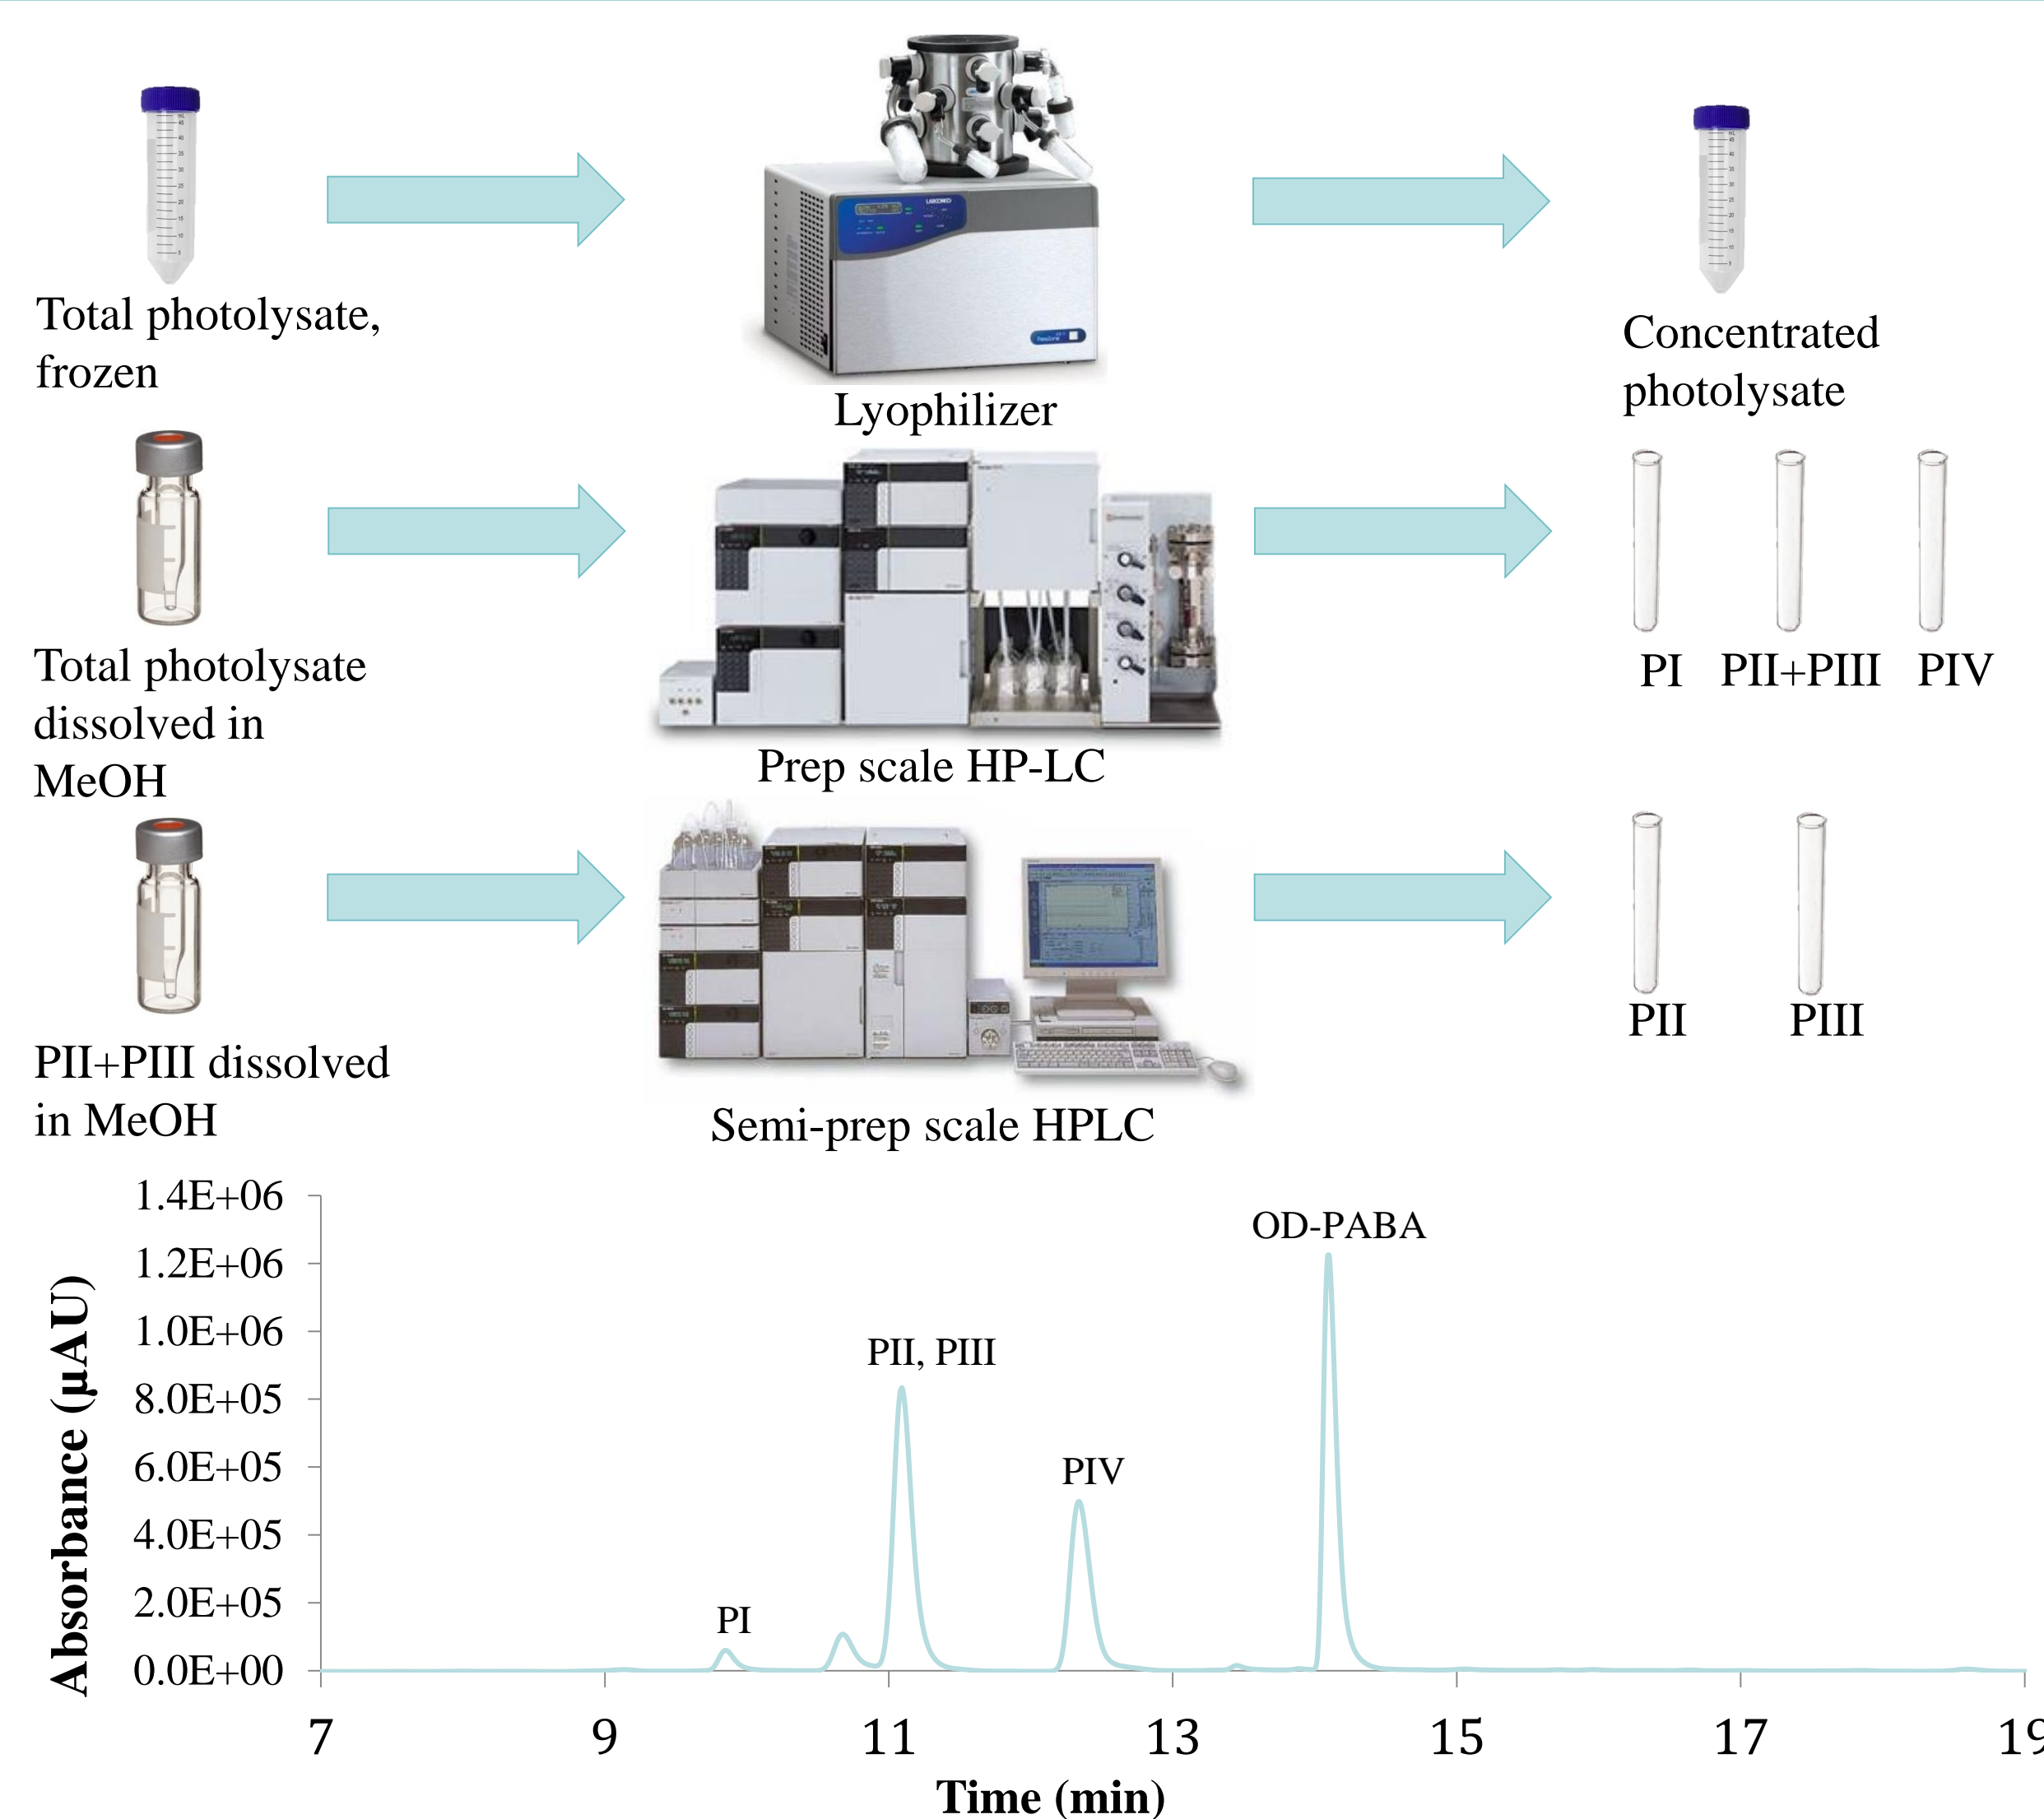 Total photolysate,
frozen
LABCONCO
Lyophilizer
Concentrated
photolysate
Total photolysate
dissolved in
MeOH
Prep scale HP-LC
PI PII+PIII PIV
PII+PIII dissolved
in MeOH
Semi-prep scale HPLC
PII PIII
1.4E+06
1.2E+06
1.0E+06
8.0E+05
6.0E+05
4.0E+05
2.0E+05
0.0E+00
Absorbance (μAU)
OD-PABA
PII, PIII
PIV
PI
7 9 11 13 15 17 19
Time (min)